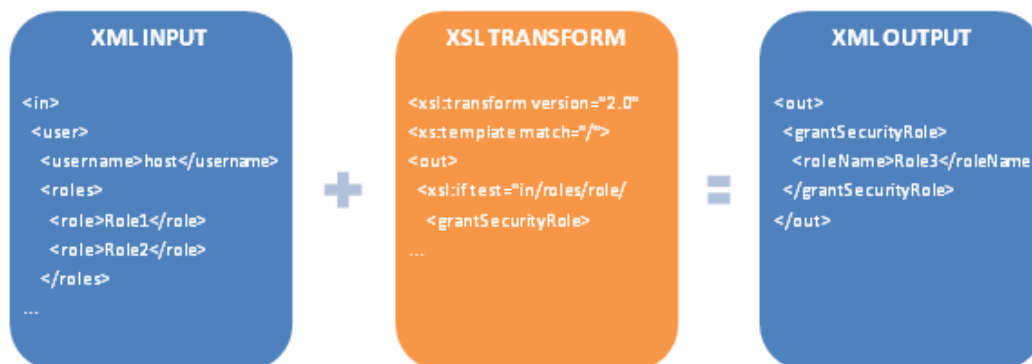 XML INPUT
<in>
<user>
<username>host</username>
<roles>
<role>Role1</role>
<role>Role2</role>
</roles>
...
XSL TRANSFORM
<xsl:transform version="2.0"
<xs:template match="/">
<out>
<xsl:if test="in/roles/role/
<grantSecurityRole>
...
XML OUTPUT
<out>
<grantSecurityRole>
<roleName>Role3</roleName
</grantSecurityRole>
</out>